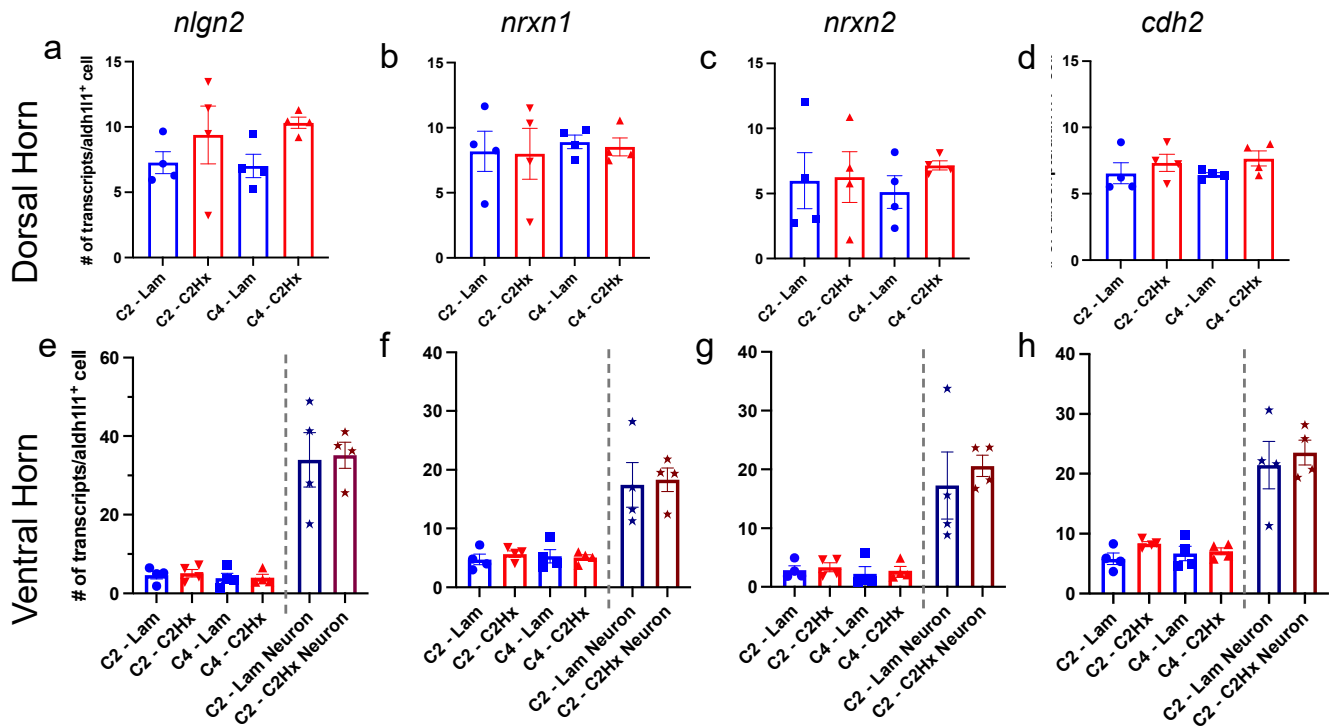 nlgn2 nrxn1 nrxn2 cdh2
Dorsal Horn
a
# of transcripts/aldh1l1+ cell
15
10
5
0
C2 - Lam
C2 - C2Hx
C4 - Lam
C4 - C2Hx
b
15
10
5
0
C2 - Lam
C2 - C2Hx
C4 - Lam
C4 - C2Hx
c
15
10
5
0
C2 - Lam
C2 - C2Hx
C4 - Lam
C4 - C2Hx
d
15
10
5
0
C2 - Lam
C2 - C2Hx
C4 - Lam
C4 - C2Hx
Ventral Horn
e
# of transcripts/aldh1l1+ cell
60
40
20
0
C2 - Lam
C2 - C2Hx
C4 - Lam
C4 - C2Hx
C2 - Lam Neuron
C2 - C2Hx Neuron
f
40
30
20
10
0
C2 - Lam
C2 - C2Hx
C4 - Lam
C4 - C2Hx
C2 - Lam Neuron
C2 - C2Hx Neuron
g
40
30
20
10
0
C2 - Lam
C2 - C2Hx
C4 - Lam
C4 - C2Hx
C2 - Lam Neuron
C2 - C2Hx Neuron
h
40
30
20
10
0
C2 - Lam
C2 - C2Hx
C4 - Lam
C4 - C2Hx
C2 - Lam Neuron
C2 - C2Hx Neuron